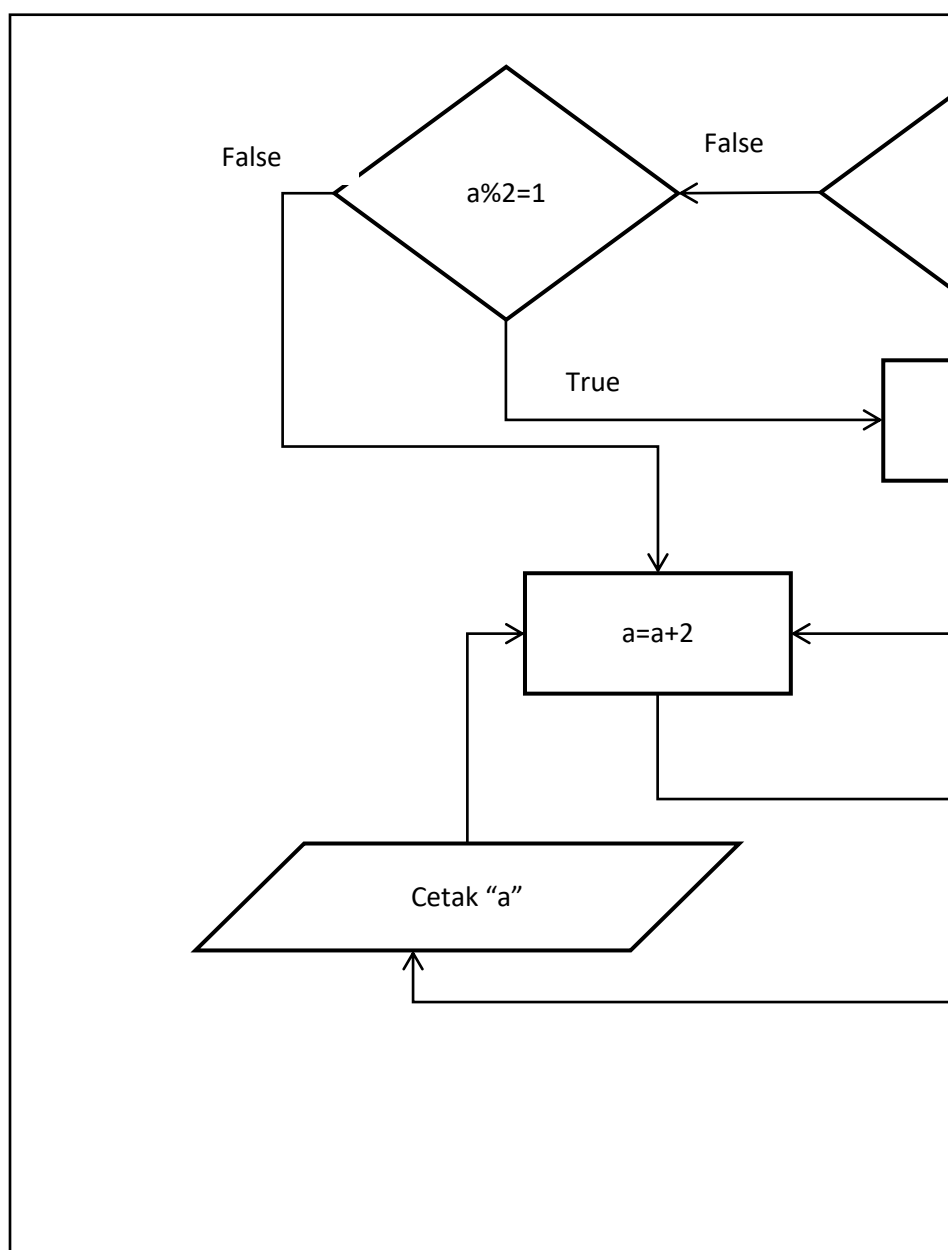 False
False
a%2=1
True
a=a+2
Cetak “a”